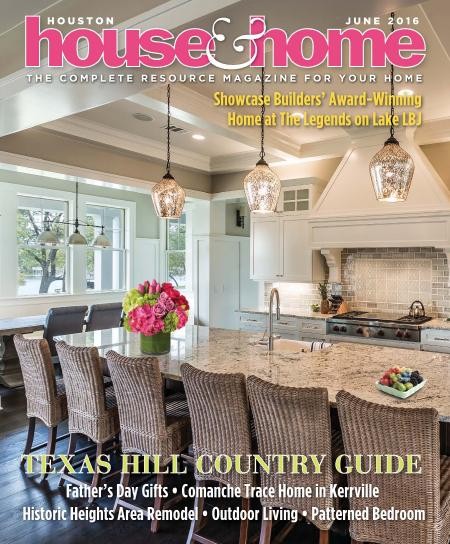 HOUSTON
JUNE 2016
house&home
THE COMPLETE RESOURCE MAGAZINE FOR YOUR HOME
Showcase Builders' Award-Winning
Home at The Legends on Lake LBJ
TEXAS HILL COUNTRY GUIDE
Father's Day Gifts • Comanche Trace Home in Kerrville
Historic Heights Area Remodel • Outdoor Living • Patterned Bedroom